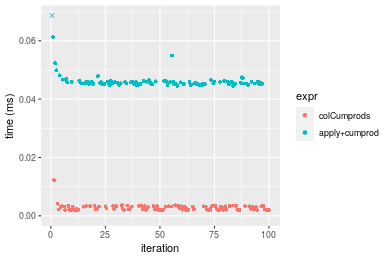 0.06
0.04
0.02
0.00
0
25
50
75
100
iteration
time (ms)
expr
colCumprods
apply+cumprod